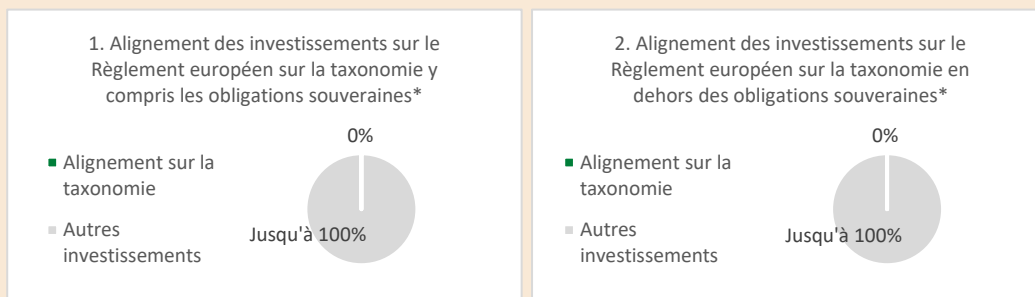 1. Alignement des investissements sur le
Règlement européen sur la taxonomie y
compris les obligations souveraines*
0%
Alignement sur la
taxonomie
Autres
investissements
Jusqu'à 100%
2. Alignement des investissements sur le
Règlement européen sur la taxonomie en
dehors des obligations souveraines*
0%
Alignement sur la
taxonomie
Autres
investissements
Jusqu'à 100%